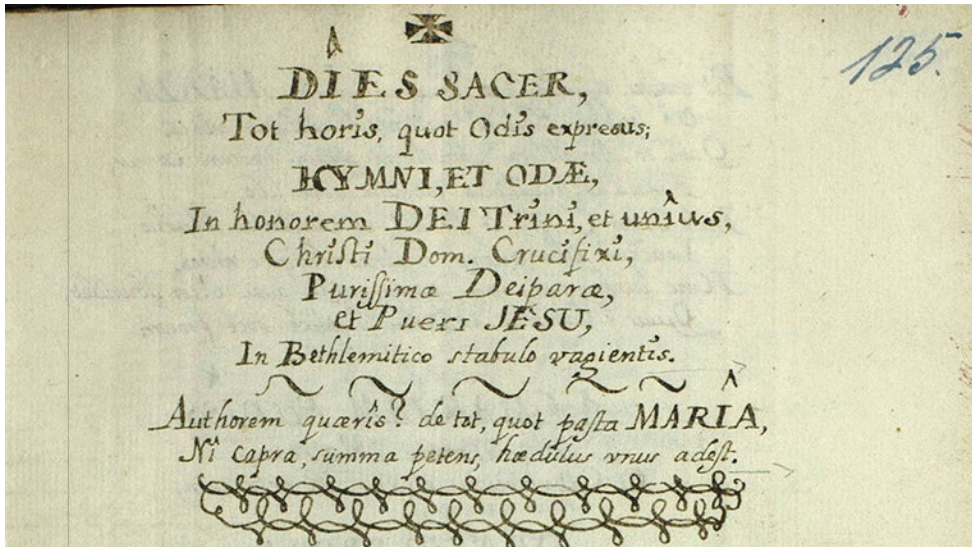 125.
DIES SACER,
Tot horis, quot Odis expresus;
HYMNI, ET ODÆ,
In honorem DEI Trini, et unius,
Christi Dom. Crucifixi,
Purissimæ Deiparæ,
et Pueri JESU,
In Bethlemitico stabulo vagientis.
Authorem quæris? de tot, quot pasta MARIA,
Ni capra, summa petens, hœdulus vnus adest.